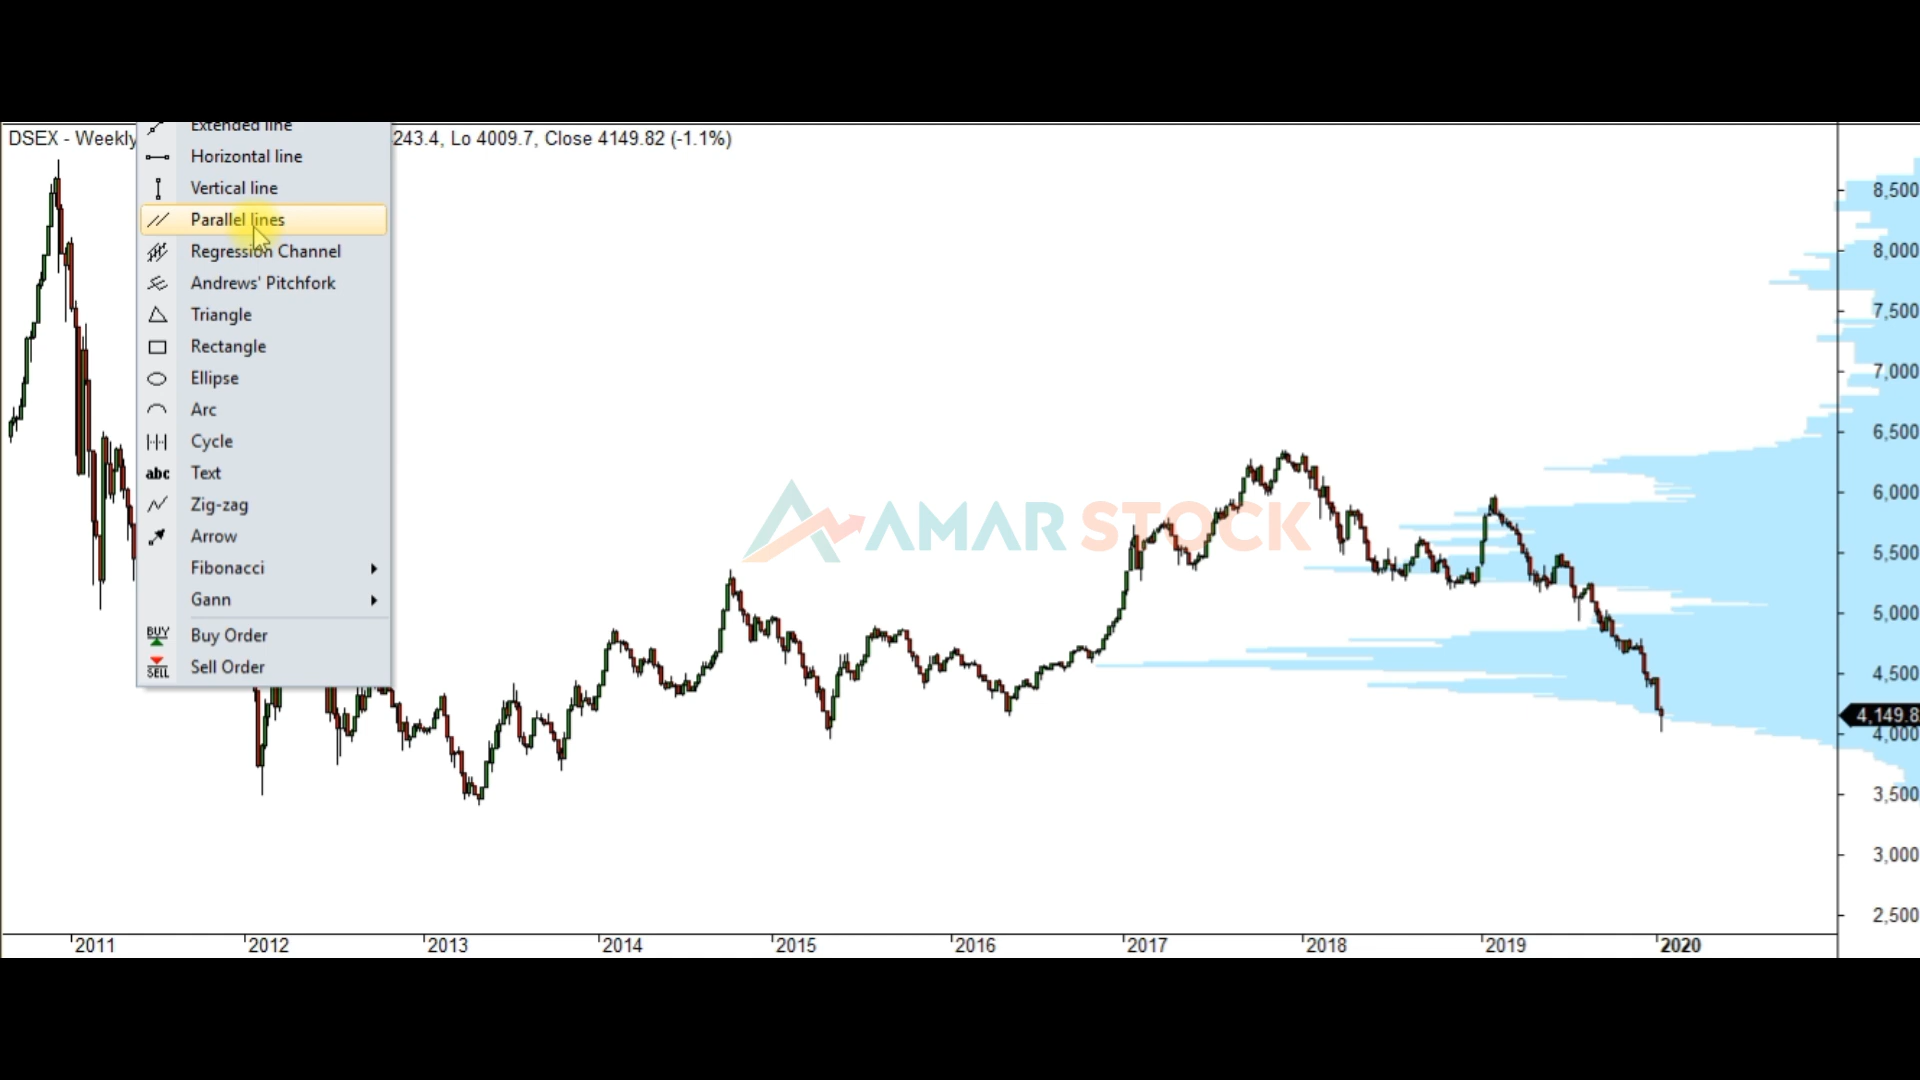 DSEX - Weekly 243.4, Lo 4009.7, Close 4149.82 (-1.1%)
Extended line
Horizontal line
Vertical line
Parallel lines
Regression Channel
Andrews' Pitchfork
Triangle
Rectangle
Ellipse
Arc
Cycle
abc Text
Zig-zag
Arrow
Fibonacci
Gann
BUY Buy Order
SELL Sell Order
AMAR STOCK
8,500
8,000
7,500
7,000
6,500
6,000
5,500
5,000
4,500
4,149.8
4,000
3,500
3,000
2,500
2011 2012 2013 2014 2015 2016 2017 2018 2019 2020